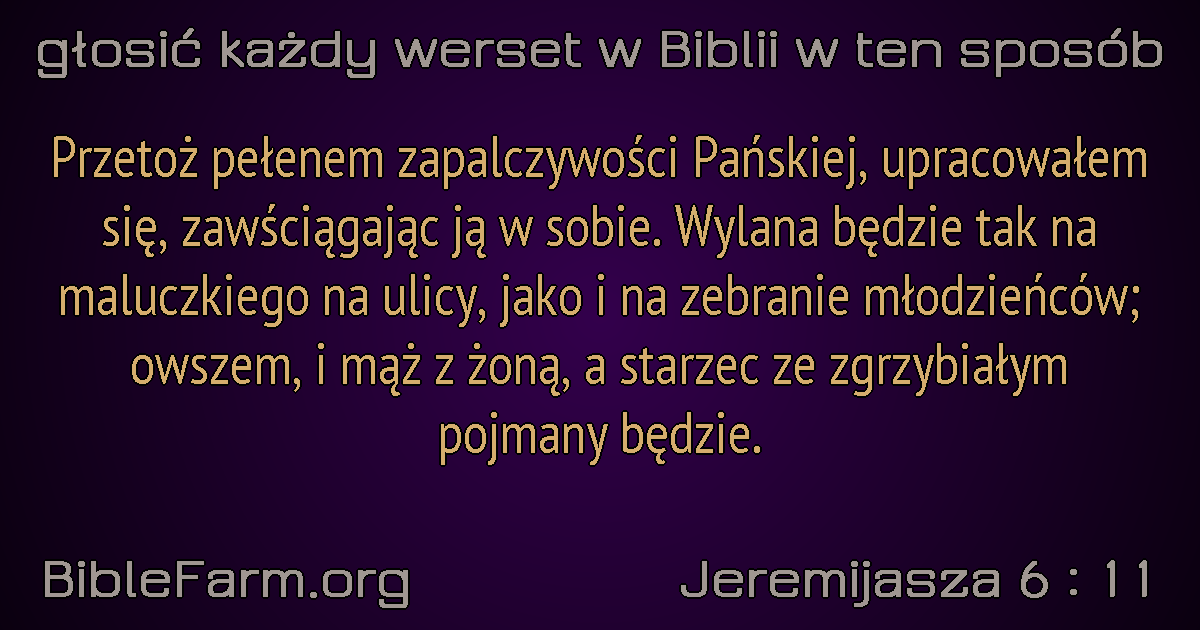 głosić każdy werset w Biblii w ten sposób
Przetoż pełenem zapalczywości Pańskiej, upracowałem
się, zawściągając ją w sobie. Wylana będzie tak na
maluczkiego na ulicy, jako i na zebranie młodzieńców;
owszem, i mąż z żoną, a starzec ze zgrzybiałym
pojmany będzie.
BibleFarm.org
Jeremijasza 6 : 11